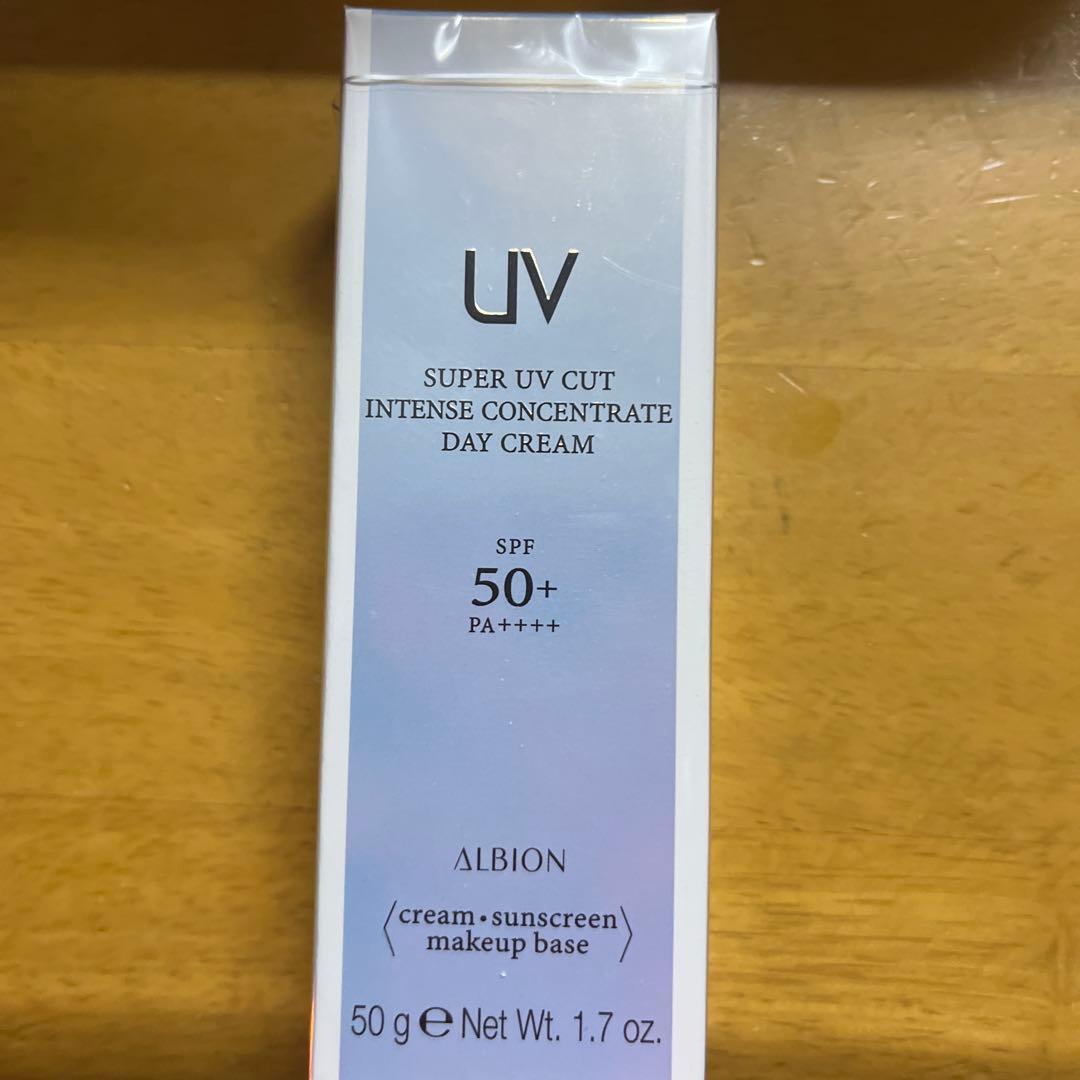 UV
SUPER UV CUT
INTENSE CONCENTRATE
DAY CREAM
SPF
50+
PA++++
ALBION
〈cream・sunscreen
makeup base〉
50 g ℮ Net Wt. 1.7 oz.